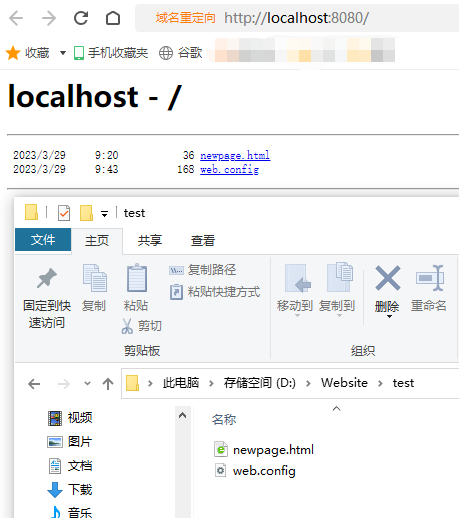 域名重定向 http://localhost:8080/
收藏 手机收藏夹 谷歌
localhost - /
2023/3/29 9:20 36 newpage.html
2023/3/29 9:43 168 web.config
test
文件 主页 共享 查看
固定到快速访问
复制
粘贴
复制路径
粘贴快捷方式
剪切
移动到 复制到
删除 重命名
剪贴板 组织
此电脑 存储空间 (D:) Website test
视频
图片
文档
下载
音乐
名称
newpage.html
web.config